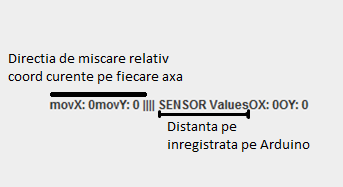 Directia de miscare relativ
coord curente pe fiecare axa
movX: 0movY: 0 |||| SENSOR ValuesOX: 0OY: 0
Distanta pe
inregistrata pe Arduino